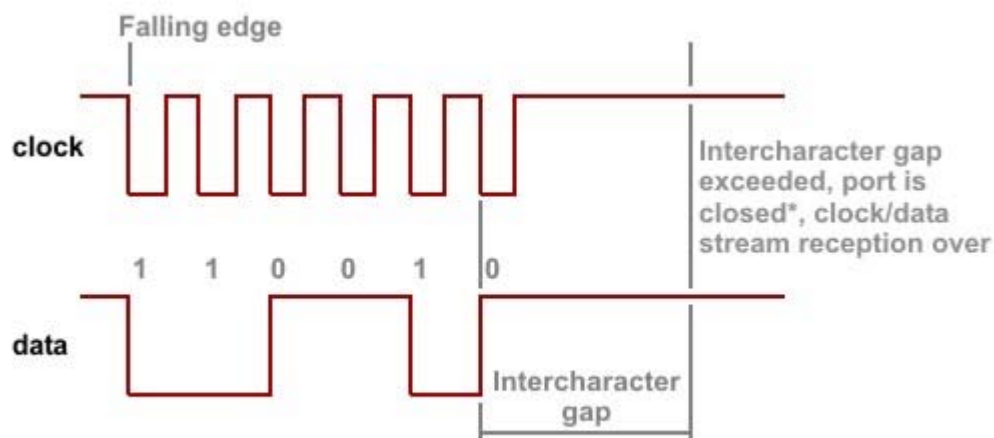 Falling edge
clock
Intercharacter gap
exceeded, port is
closed*, clock/data
stream reception over
1 1 0 0 1 0
data
Intercharacter
gap